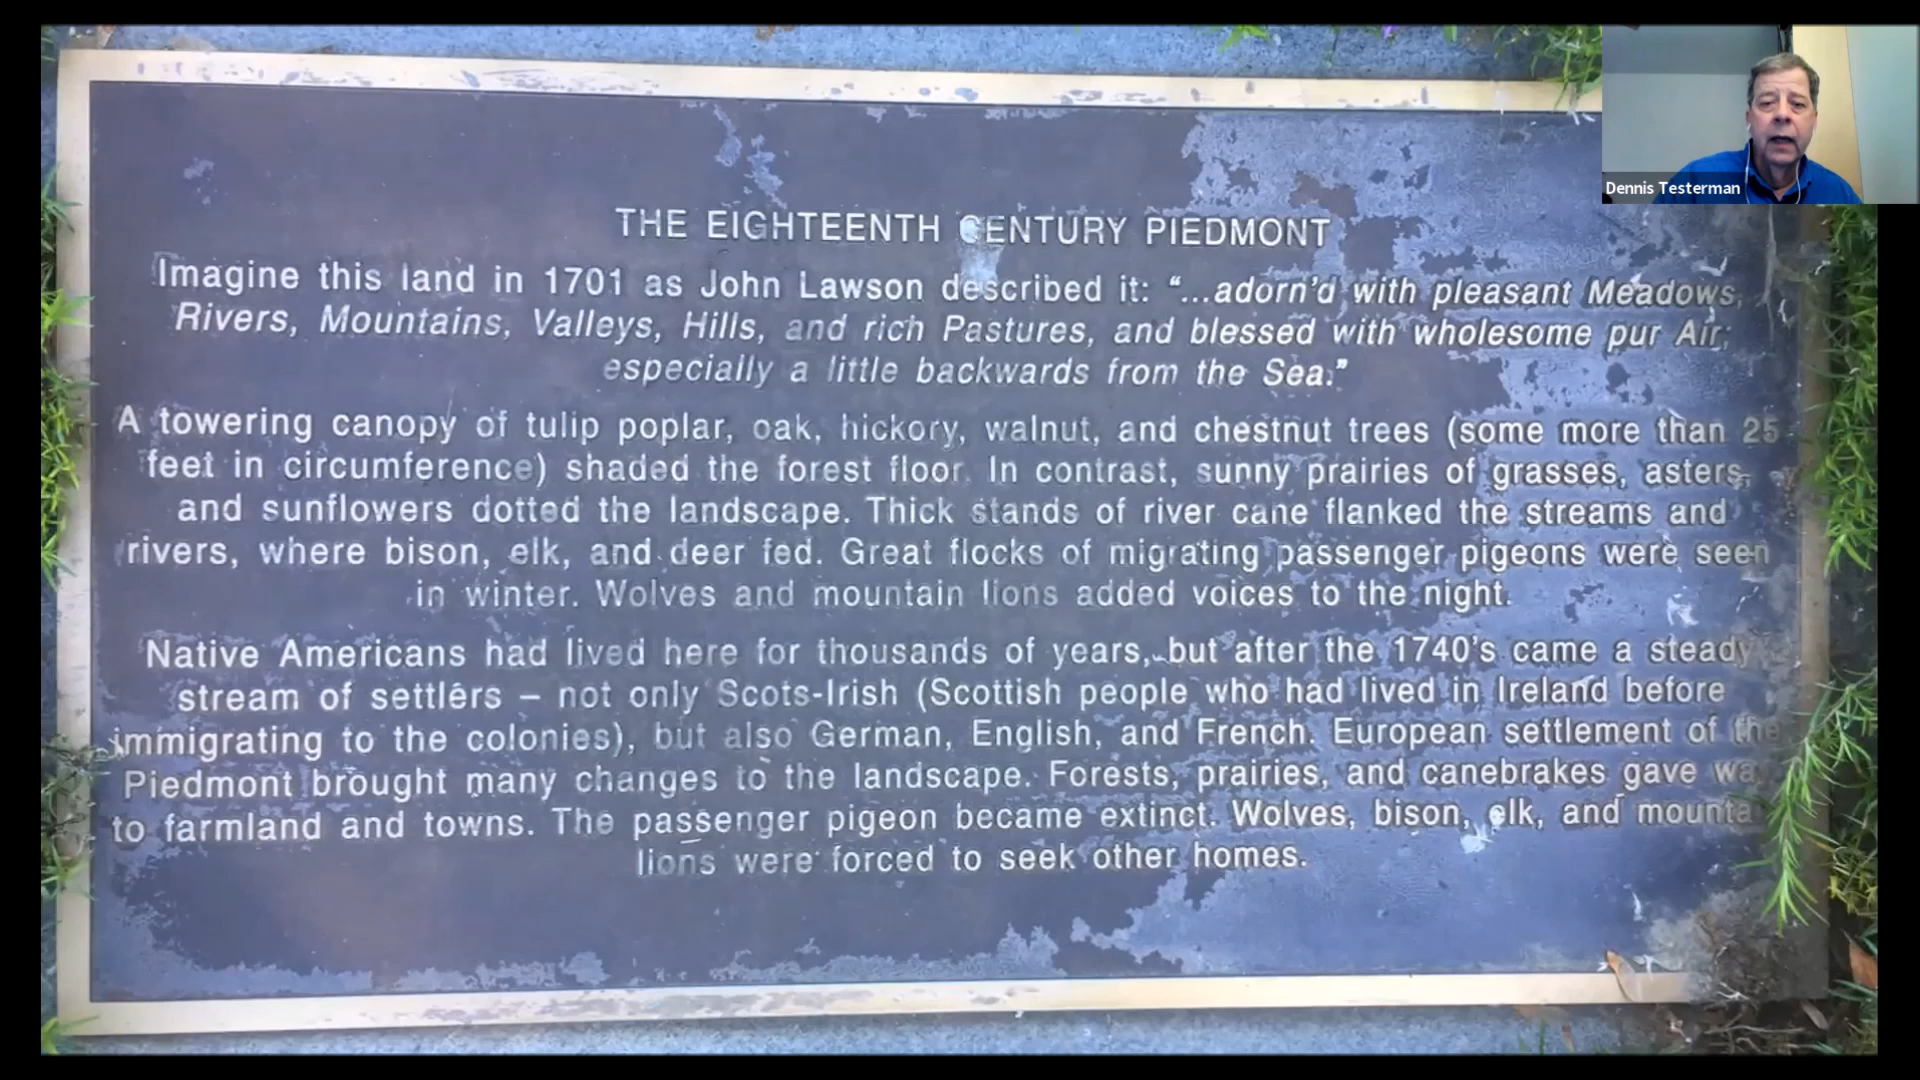 Dennis Testerman
THE EIGHTEENTH CENTURY PIEDMONT
Imagine this land in 1701 as John Lawson described it: “...adorn’d with pleasant Meadows,
Rivers, Mountains, Valleys, Hills, and rich Pastures, and blessed with wholesome pur Air;
especially a little backwards from the Sea.”
A towering canopy of tulip poplar, oak, hickory, walnut, and chestnut trees (some more than 25
feet in circumference) shaded the forest floor. In contrast, sunny prairies of grasses, asters,
and sunflowers dotted the landscape. Thick stands of river cane flanked the streams and
rivers, where bison, elk, and deer fed. Great flocks of migrating passenger pigeons were seen
in winter. Wolves and mountain lions added voices to the night.
Native Americans had lived here for thousands of years, but after the 1740’s came a steady
stream of settlers – not only Scots-Irish (Scottish people who had lived in Ireland before
immigrating to the colonies), but also German, English, and French. European settlement of the
Piedmont brought many changes to the landscape. Forests, prairies, and canebrakes gave wa
to farmland and towns. The passenger pigeon became extinct. Wolves, bison, elk, and mounta
lions were forced to seek other homes.